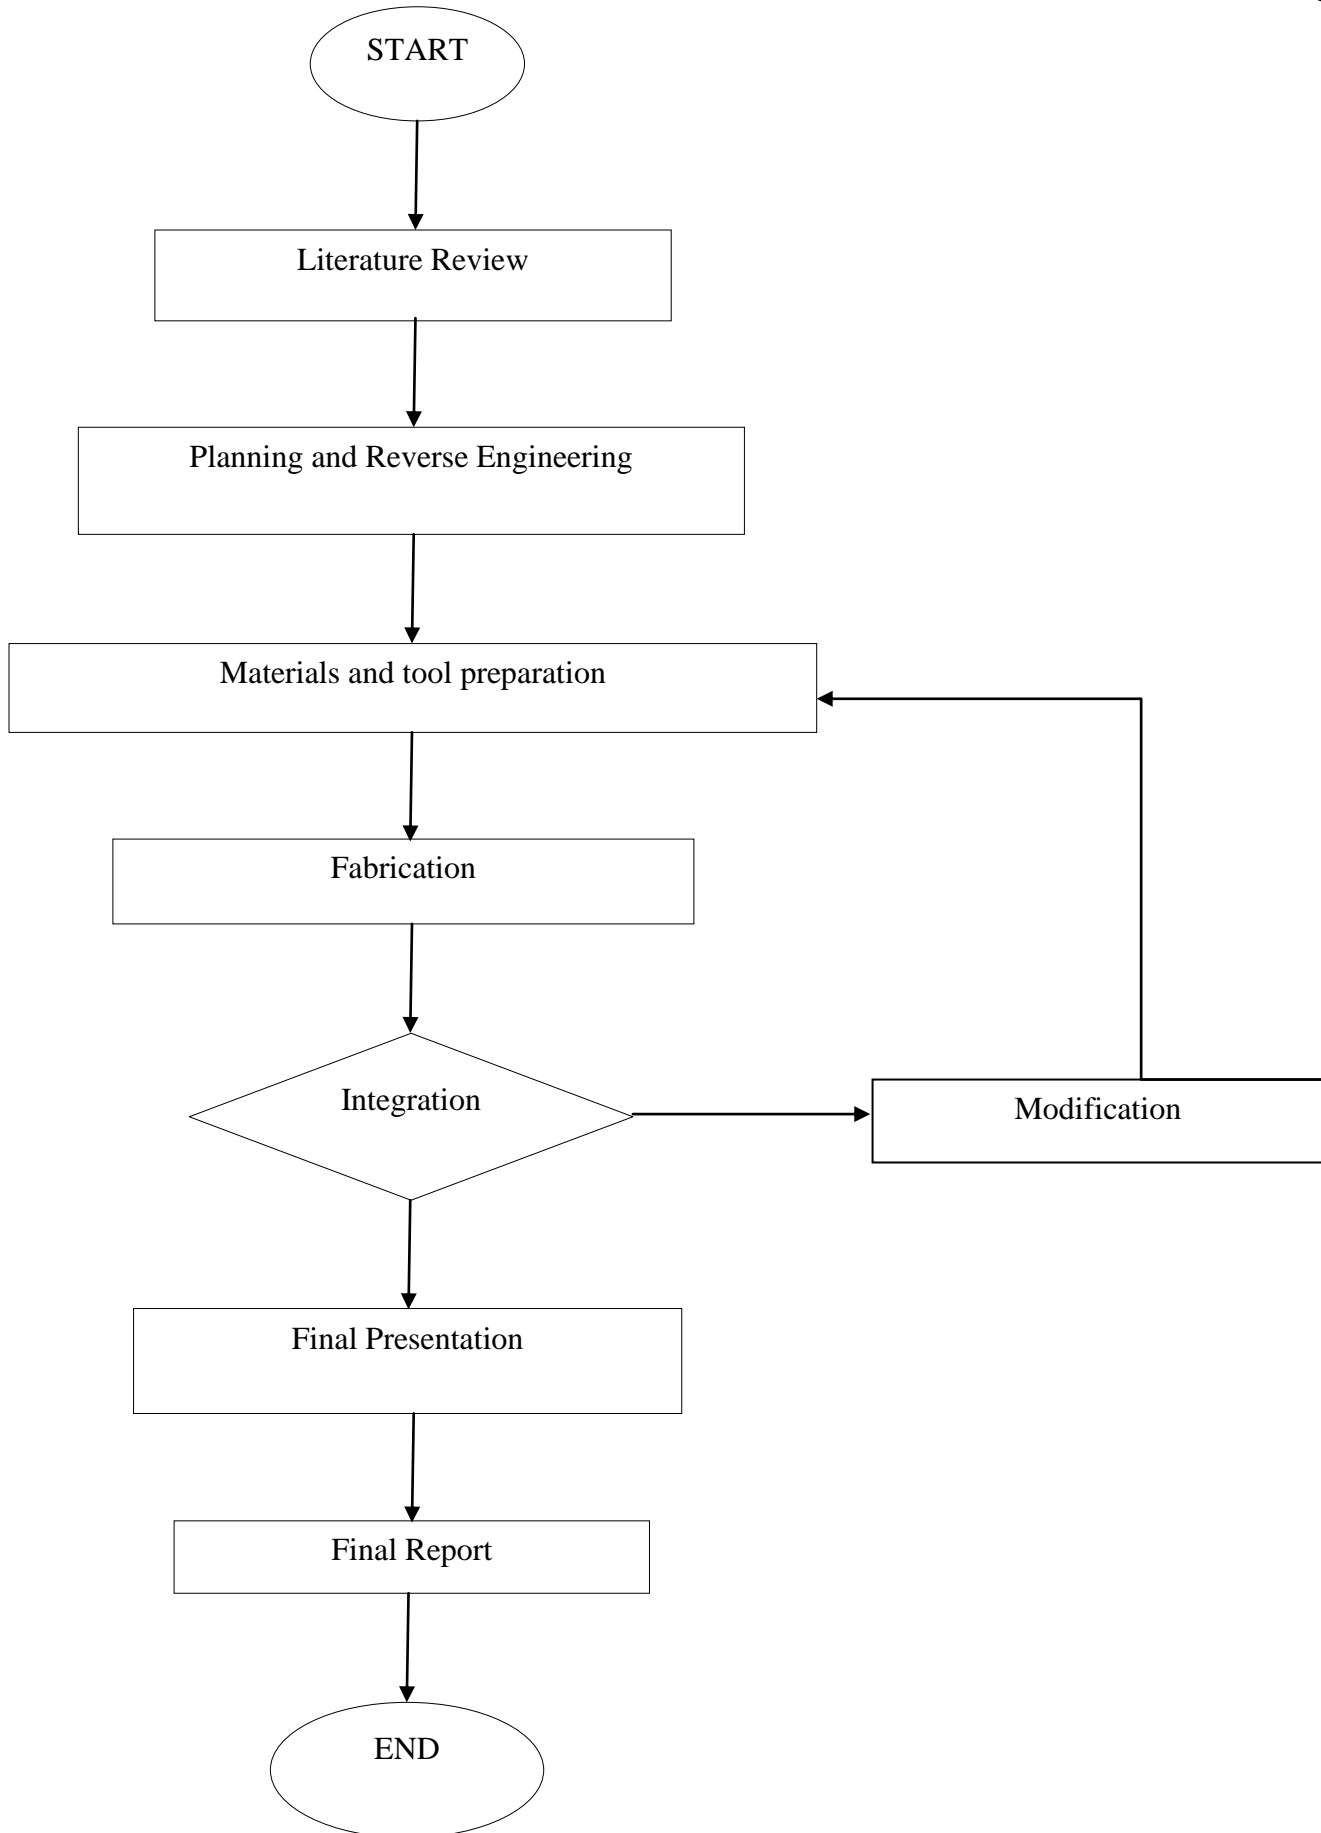 START
Literature Review
Planning and Reverse Engineering
Materials and tool preparation
Fabrication
Integration
Modification
Final Presentation
Final Report
END